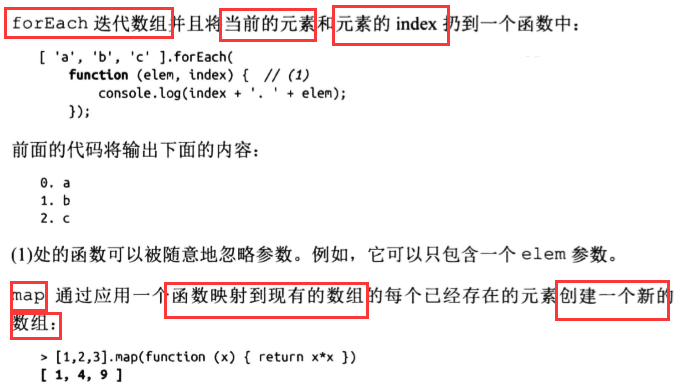 forEach 迭代数组并且将当前的元素和元素的 index 扔到一个函数中：
[ 'a', 'b', 'c' ].forEach(
function (elem, index) { // (1)
console.log(index + '. ' + elem);
});
前面的代码将输出下面的内容：
0. a
1. b
2. c
(1)处的函数可以被随意地忽略参数。例如，它可以只包含一个 elem 参数。
map 通过应用一个函数映射到现有的数组的每个已经存在的元素创建一个新的
数组：
> [1,2,3].map(function (x) { return x*x })
[ 1, 4, 9 ]